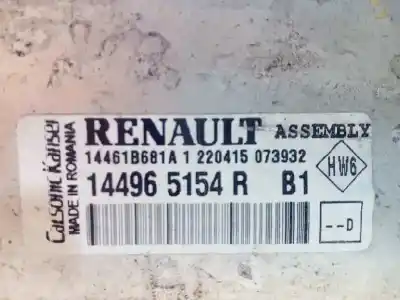 Calsonic Kansei
MADE IN ROMANIA
RENAULT ASSEMBLY
14461B681A 1 220415 073932
14496 5154 R B1
HW6
--D